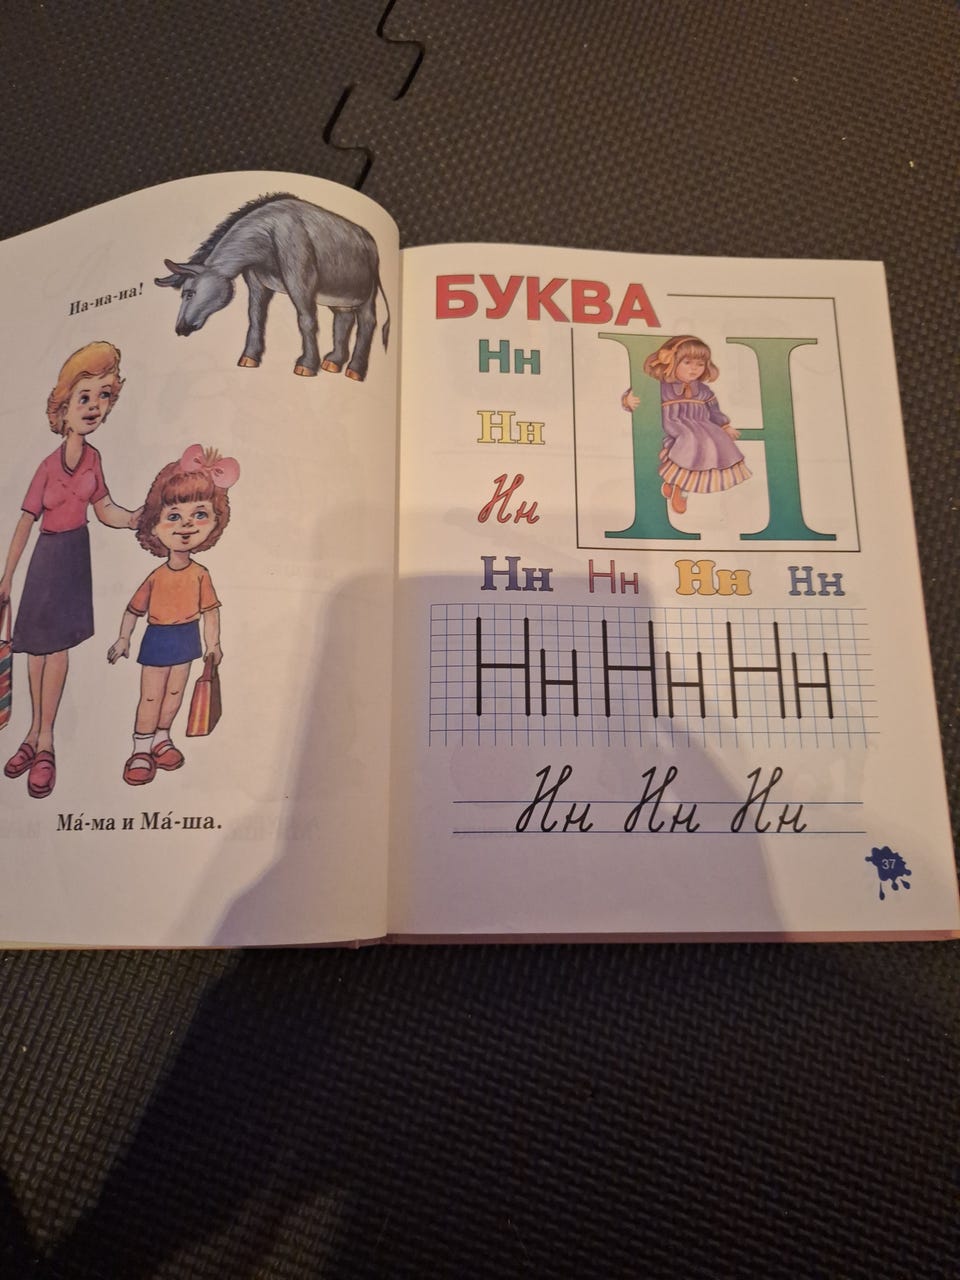 Иа-иа-иа!
Ма́-ма и Ма́-ша.
БУКВА
Н
Нн
Нн
Нн
Нн Нн Нн Нн
Нн Нн Нн
Нн Нн Нн
37